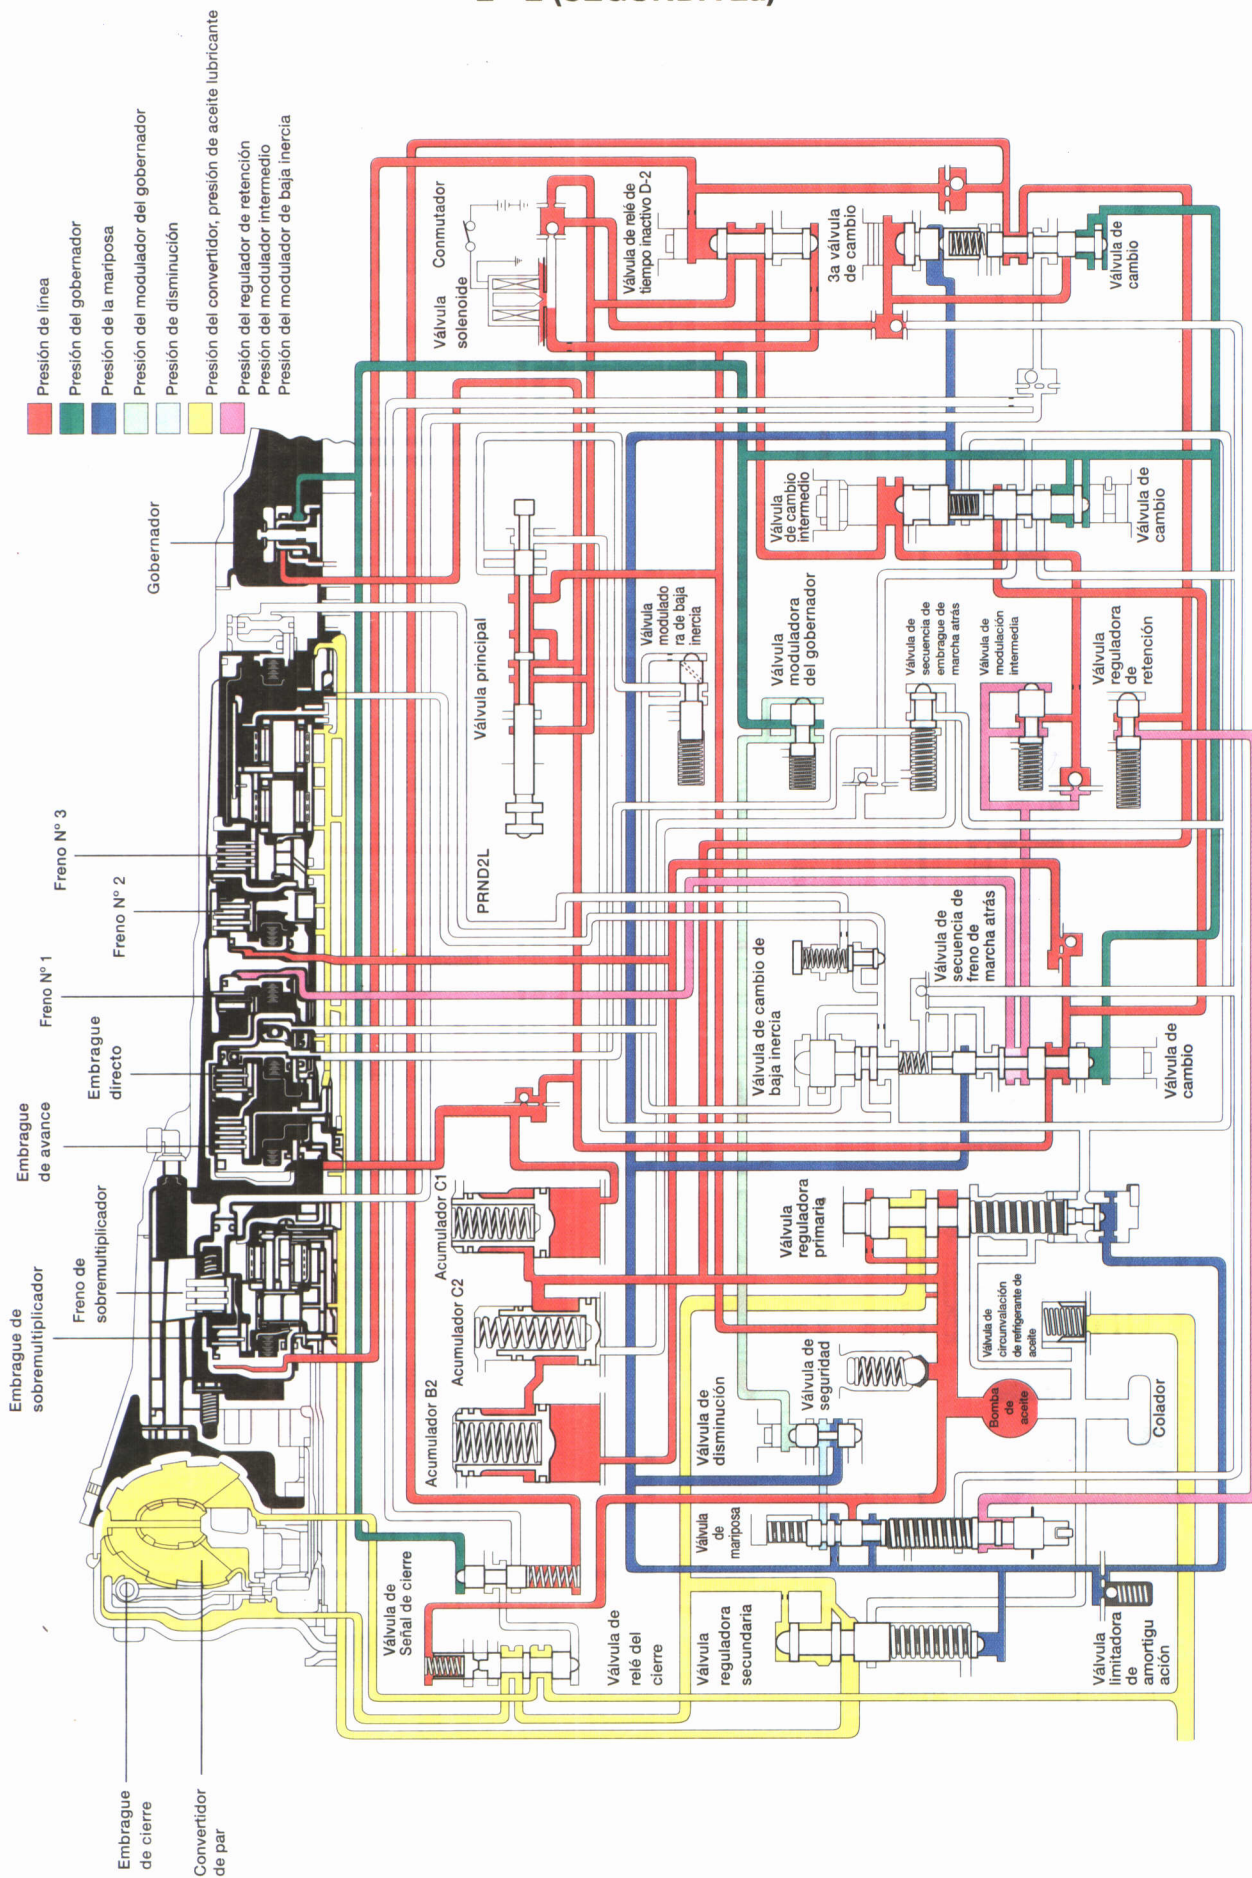 Presión de línea
Presión del gobernador
Presión de la mariposa
Presión del modulador del gobernador
Presión de disminución
Presión del convertidor, presión de aceite lubricante
Presión del regulador de retención
Presión del modulador intermedio
Presión del modulador de baja inercia
Gobernador
Freno Nº 3
Freno Nº 2
Freno Nº 1
Embrague
directo
Embrague
de avance
Freno de
sobremultiplicador
Embrague de
sobremultiplicador
Embrague
de cierre
Convertidor
de par
Conmutador
Válvula
solenoide
Válvula de relé de
tiempo inactivo D-2
3a válvula
de cambio
Válvula de
cambio
Válvula principal
PRND2L
Válvula
de cambio
intermedio
Válvula de
cambio
Válvula
modulado
ra de baja
inercia
Válvula
moduladora
del gobernador
Válvula de
secuencia de
embrague de
marcha atrás
Válvula de
modulación
intermedia
Válvula
reguladora
de
retención
Válvula de cambio de
baja inercia
Válvula de
secuencia de
freno de
marcha atrás
Válvula de
cambio
Acumulador C1
Acumulador C2
Acumulador B2
Válvula
reguladora
primaria
Válvula de
circunvalación
de refrigerante de
aceite
Válvula de
seguridad
Válvula de
disminución
Bomba
de
aceite
Colador
Válvula
de
mariposa
Válvula de
Señal de cierre
Válvula de
relé del
cierre
Válvula
reguladora
secundaria
Válvula
limitadora
de
amortigu
ación